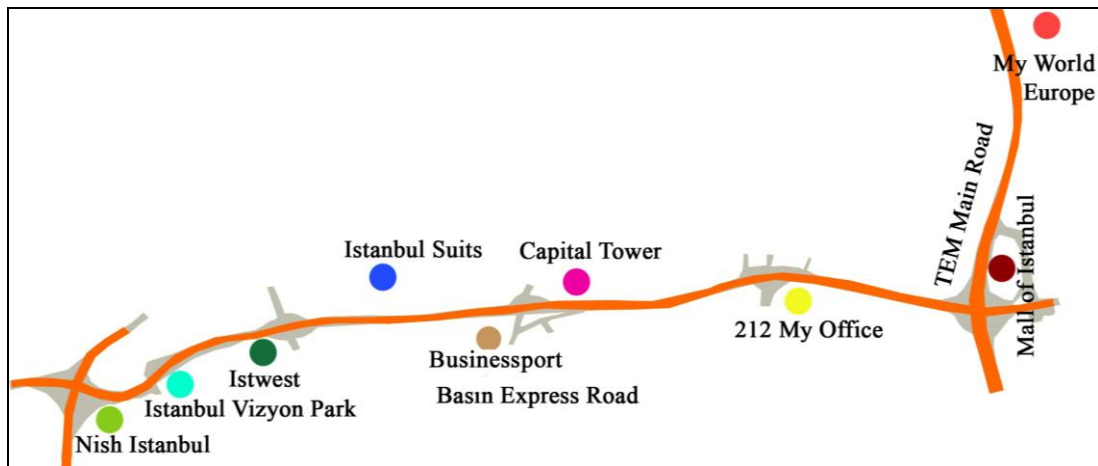 My World
Europe
TEM Main Road
Mall of Istanbul
Istanbul Suits
Capital Tower
212 My Office
Businessport
Basın Express Road
Istwest
Istanbul Vizyon Park
Nish Istanbul